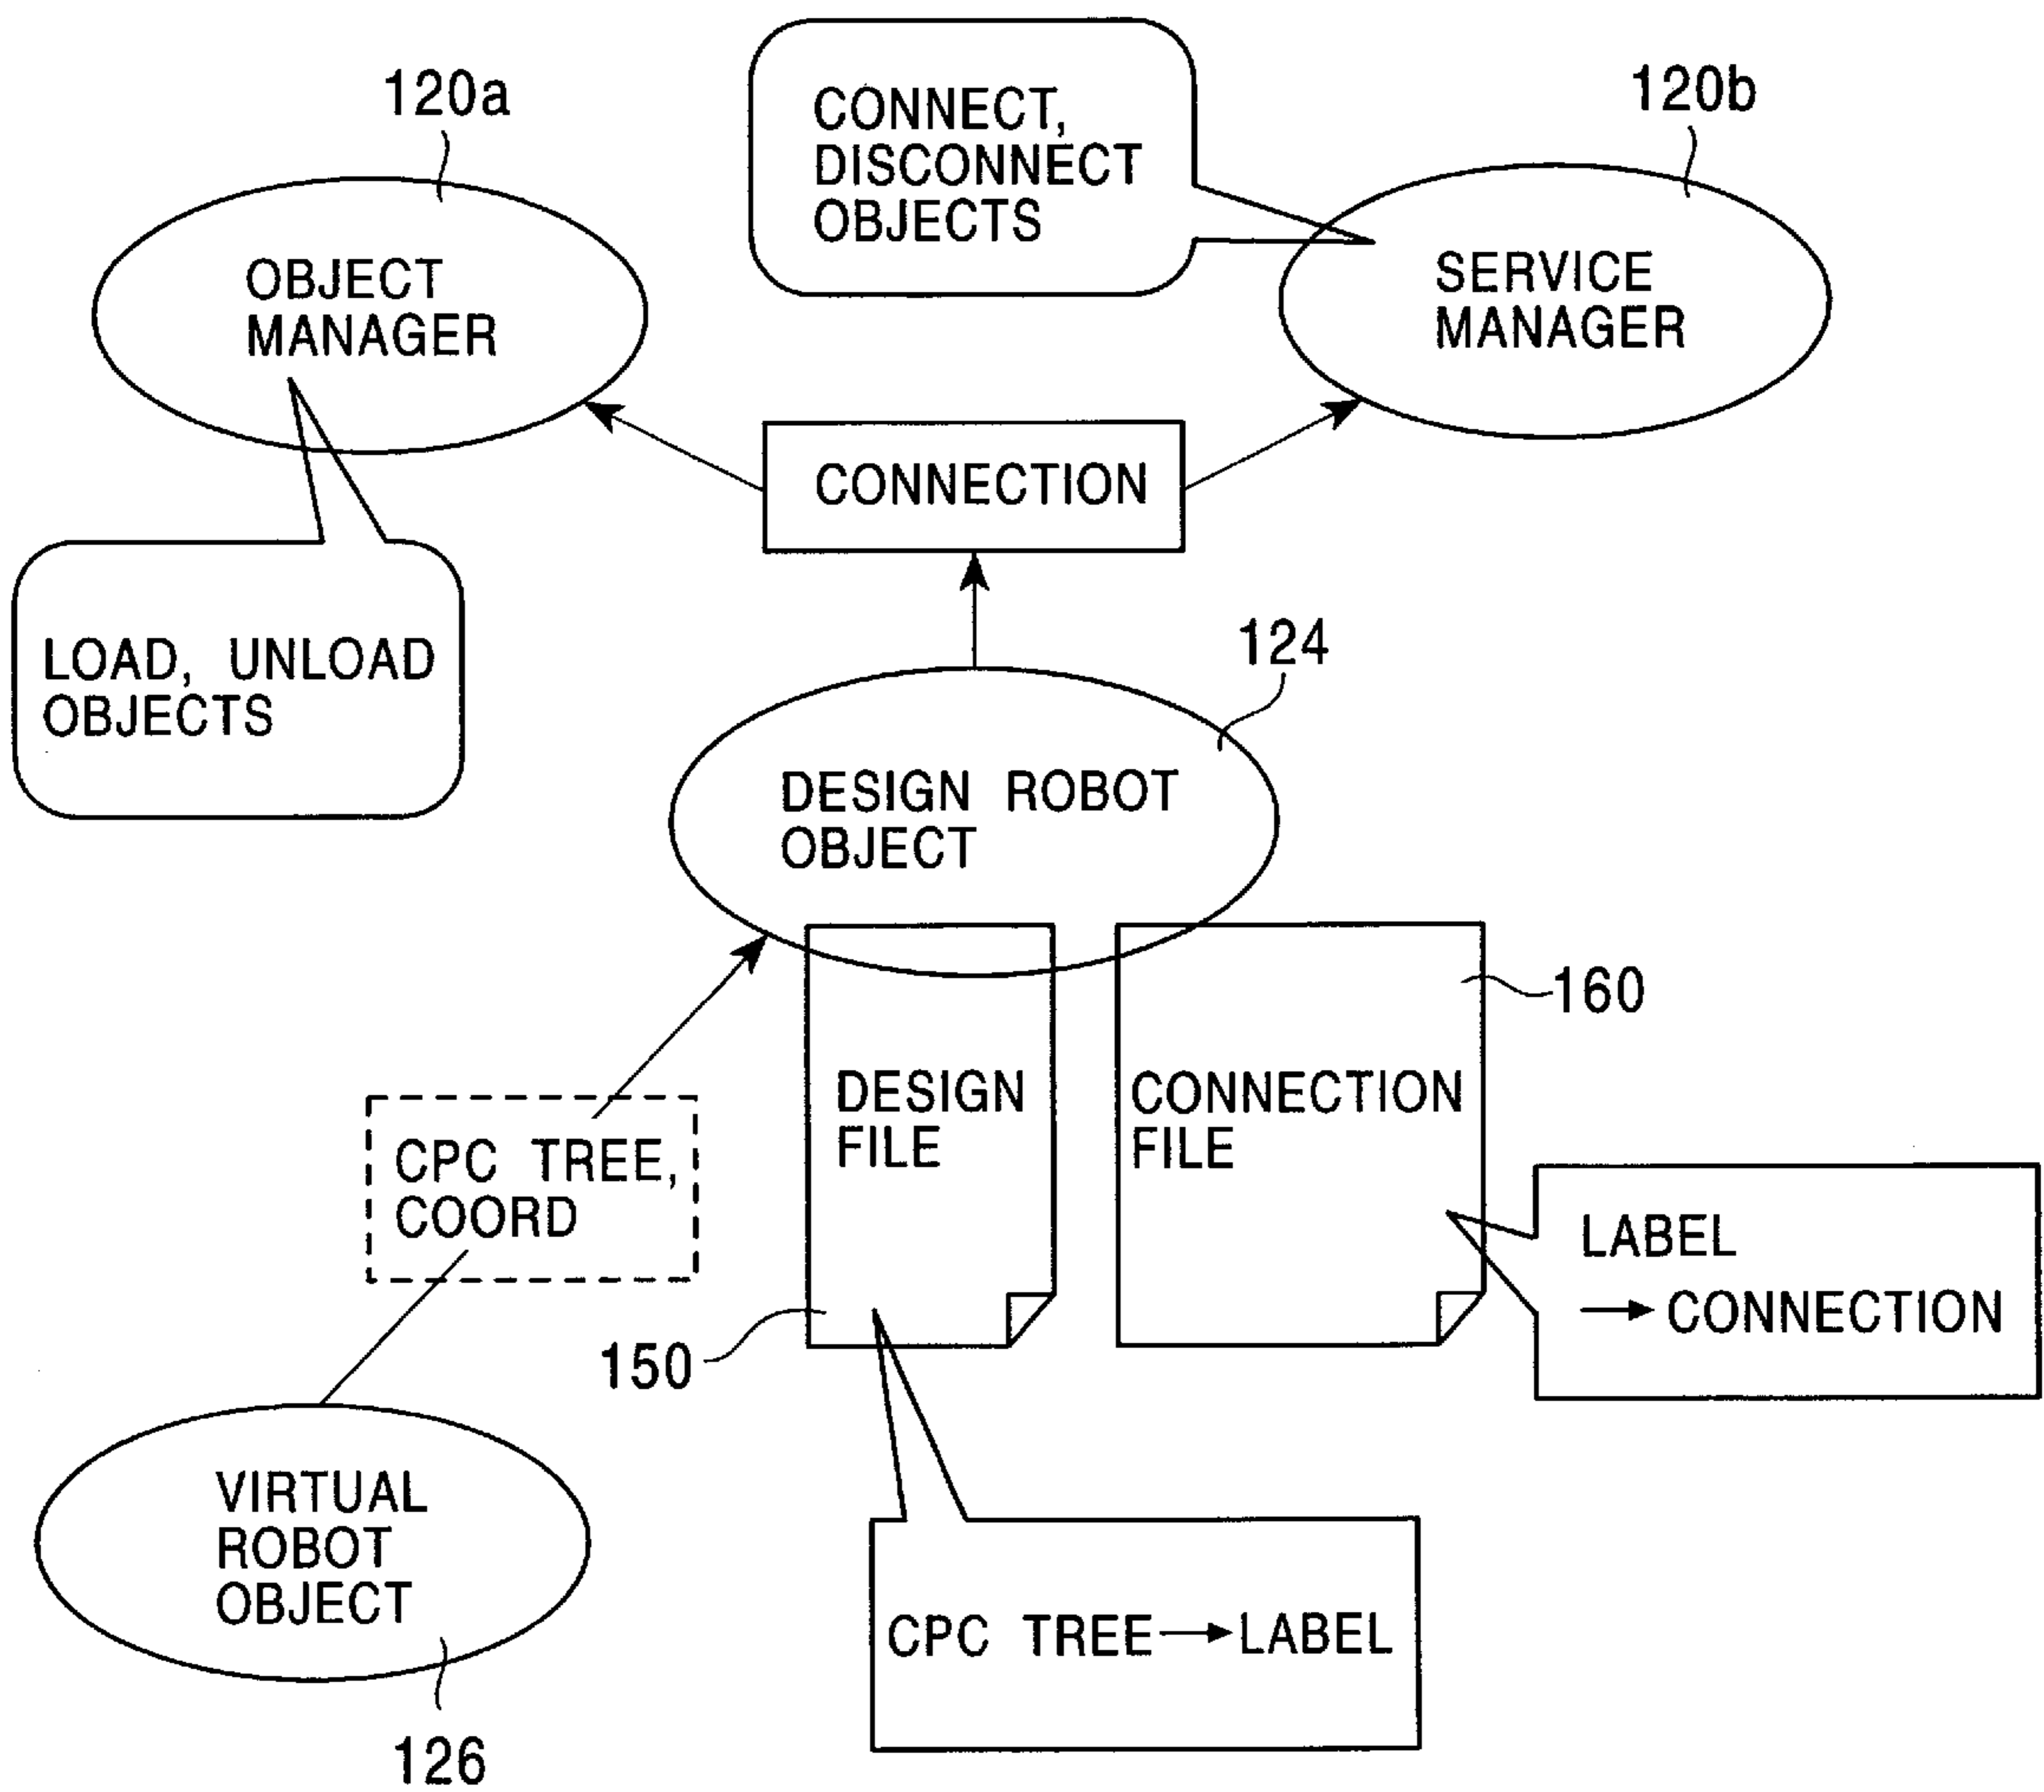 120a
CONNECT,
DISCONNECT
OBJECTS
120b
OBJECT
MANAGER
SERVICE
MANAGER
CONNECTION
LOAD, UNLOAD
OBJECTS
124
DESIGN ROBOT
OBJECT
160
DESIGN
FILE
CONNECTION
FILE
CPC TREE,
COORD
LABEL
→ CONNECTION
150
VIRTUAL
ROBOT
OBJECT
CPC TREE→LABEL
126